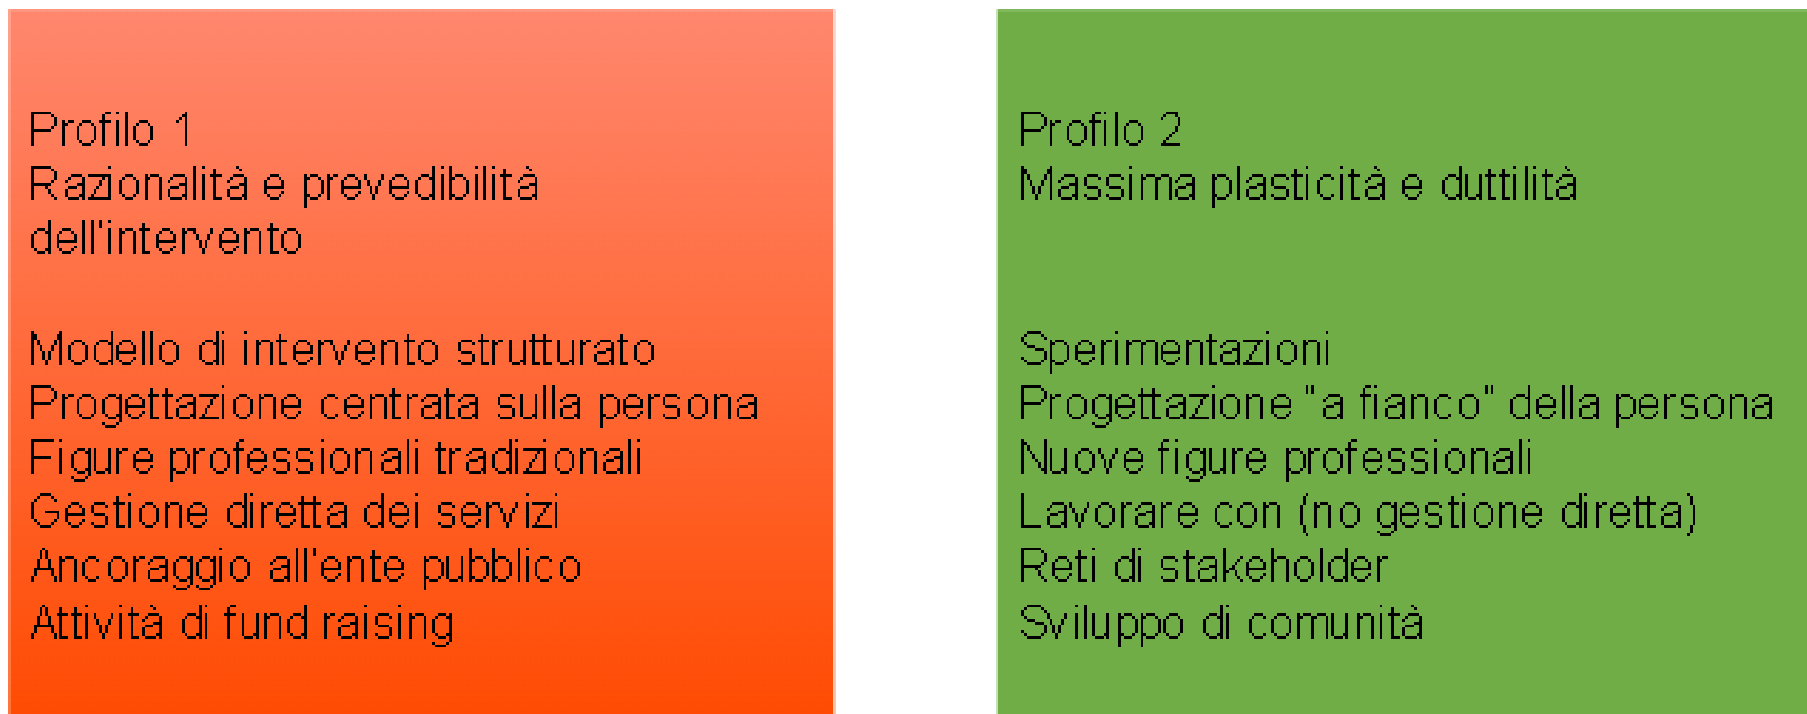 Profilo 1
Razionalità e prevedibilità
dell'intervento
Modello di intervento strutturato
Progettazione centrata sulla persona
Figure professionali tradizionali
Gestione diretta dei servizi
Ancoraggio all'ente pubblico
Attività di fund raising
Profilo 2
Massima plasticità e duttilità
Sperimentazioni
Progettazione "a fianco" della persona
Nuove figure professionali
Lavorare con (no gestione diretta)
Reti di stakeholder
Sviluppo di comunità